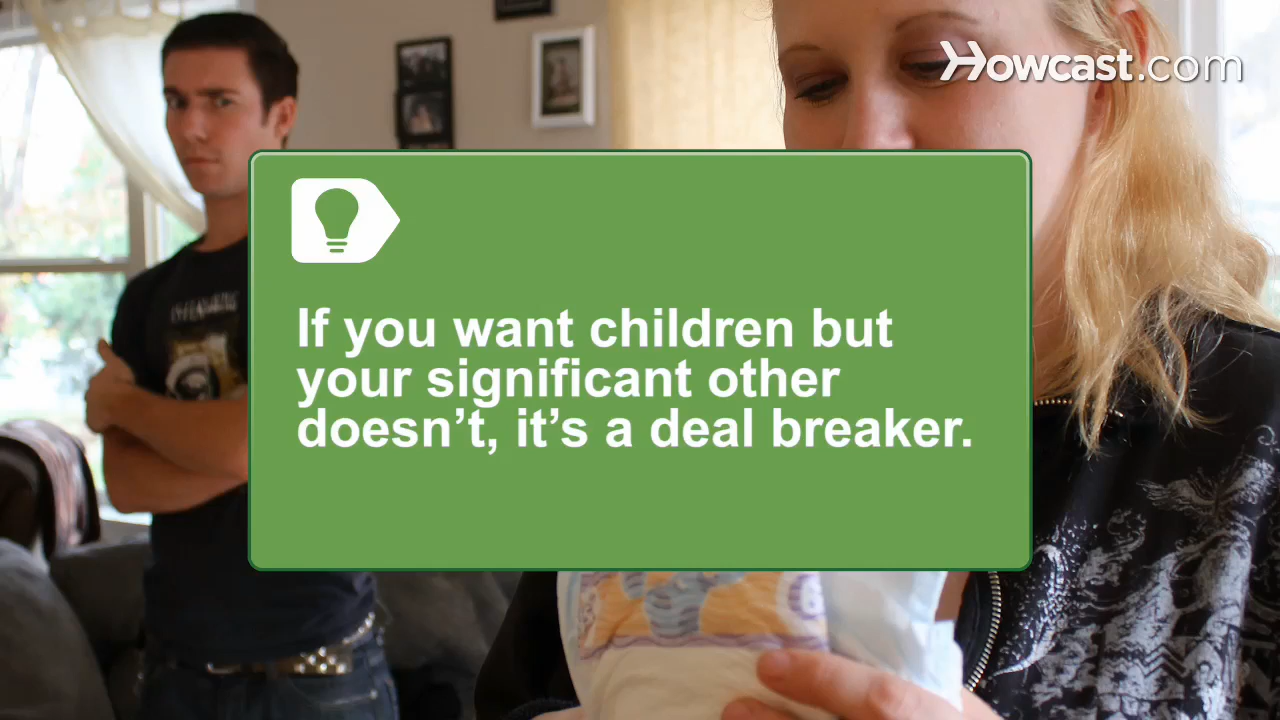 Howcast.com
If you want children but
your significant other
doesn't, it's a deal breaker.